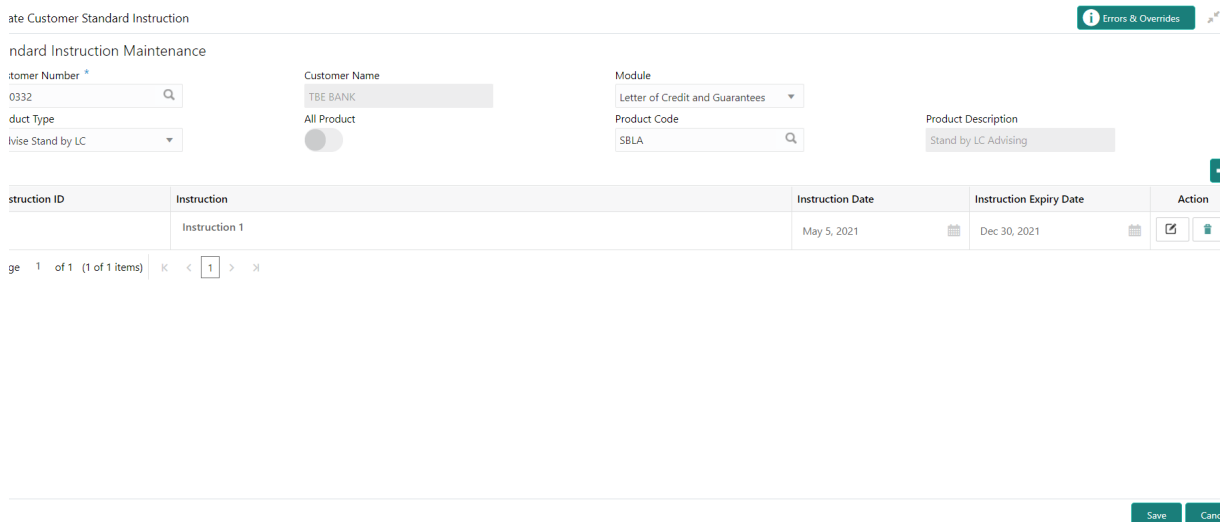 ate Customer Standard Instruction
Errors & Overrides
ndard Instruction Maintenance
stomer Number *
Customer Name
Module
0332
TBE BANK
Letter of Credit and Guarantees
duct Type
All Product
Product Code
Product Description
lvise Stand by LC
SBLA
Stand by LC Advising
struction ID
Instruction
Instruction Date
Instruction Expiry Date
Action
Instruction 1
May 5, 2021
Dec 30, 2021
ge 1 of 1 (1 of 1 items) K < 1 > >|
Save
Canc